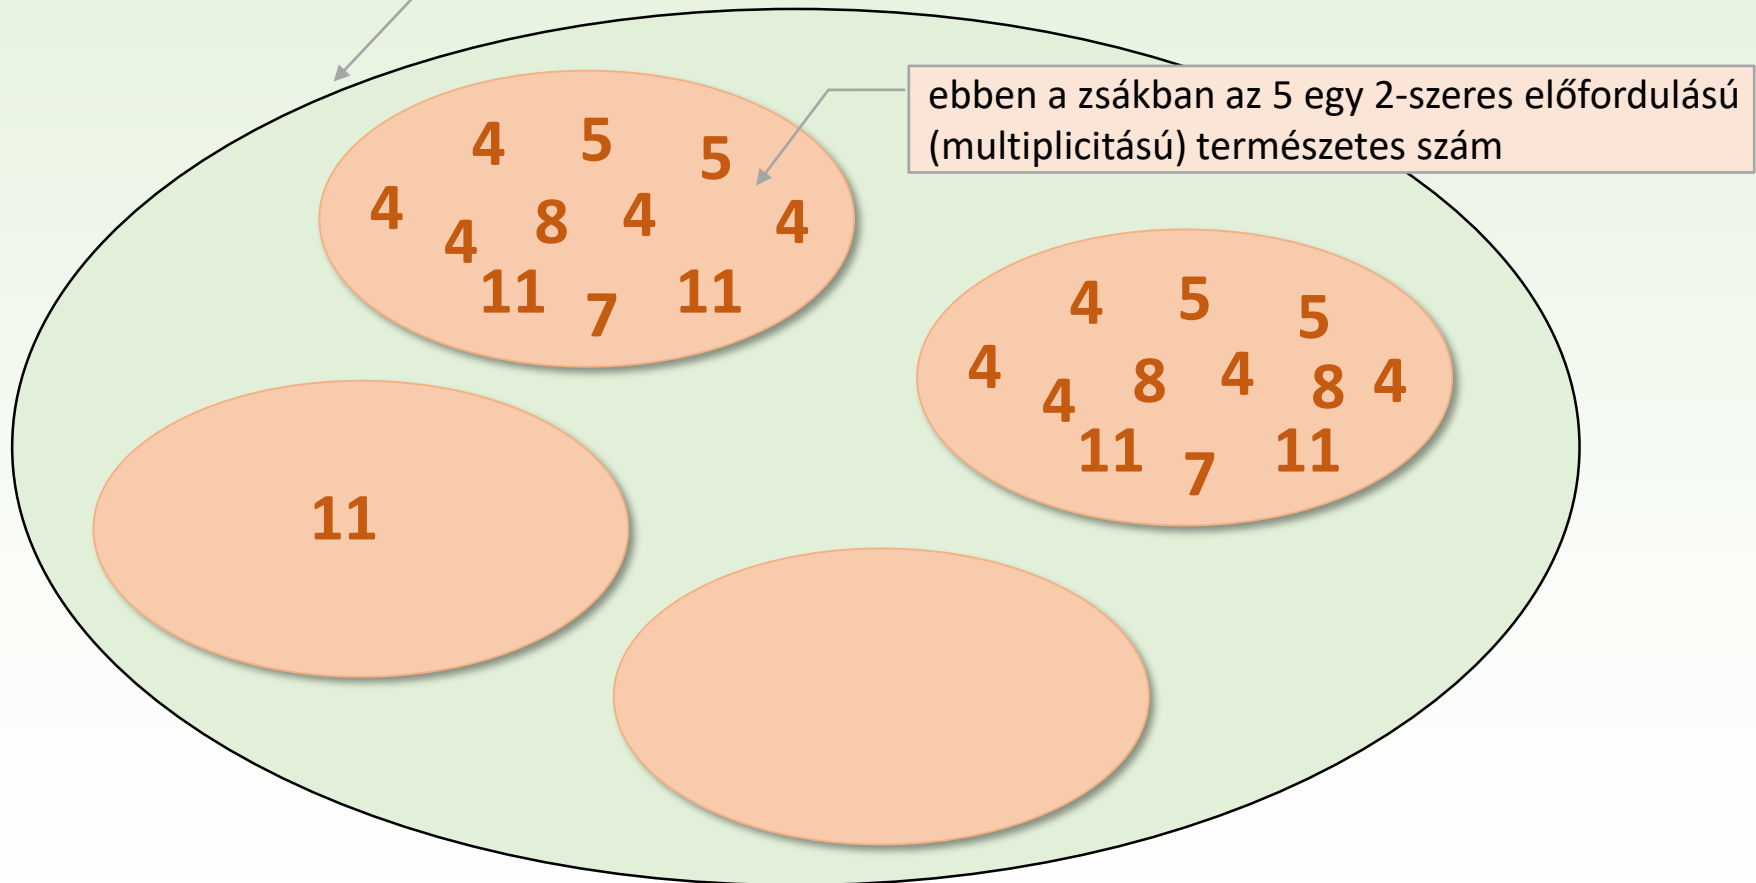 ebben a zsákban az 5 egy 2-szeres előfordulású
(multiplicitású) természetes szám
4 5 5
4 4 8 4 4
11 7 11
4 5 5
4 4 8 4 8 4
11 7 11
11